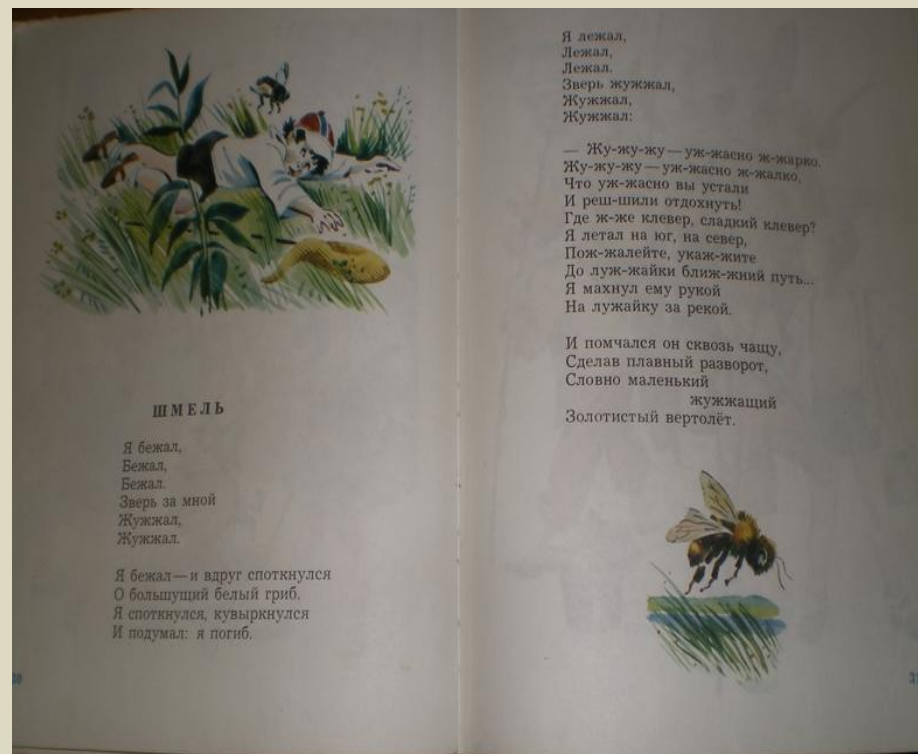 ШМЕЛЬ
Я бежал,
Бежал,
Бежал.
Зверь за мной
Жужжал,
Жужжал.
Я бежал — и вдруг споткнулся
О большущий белый гриб.
Я споткнулся, кувыркнулся
И подумал: я погиб.
Я лежал,
Лежал,
Лежал.
Зверь жужжал,
Жужжал,
Жужжал:
— Жу-жу-жу — уж-жасно ж-жарко.
Жу-жу-жу — уж-жасно ж-жалко,
Что уж-жасно вы устали
И реш-шили отдохнуть!
Где ж-же клевер, сладкий клевер?
Я летал на юг, на север,
Пож-жалейте, укаж-жите
До луж-жайки ближ-жний путь...
Я махнул ему рукой
На лужайку за рекой.
И помчался он сквозь чащу,
Сделав плавный разворот,
Словно маленький
жужжащий
Золотистый вертолёт.